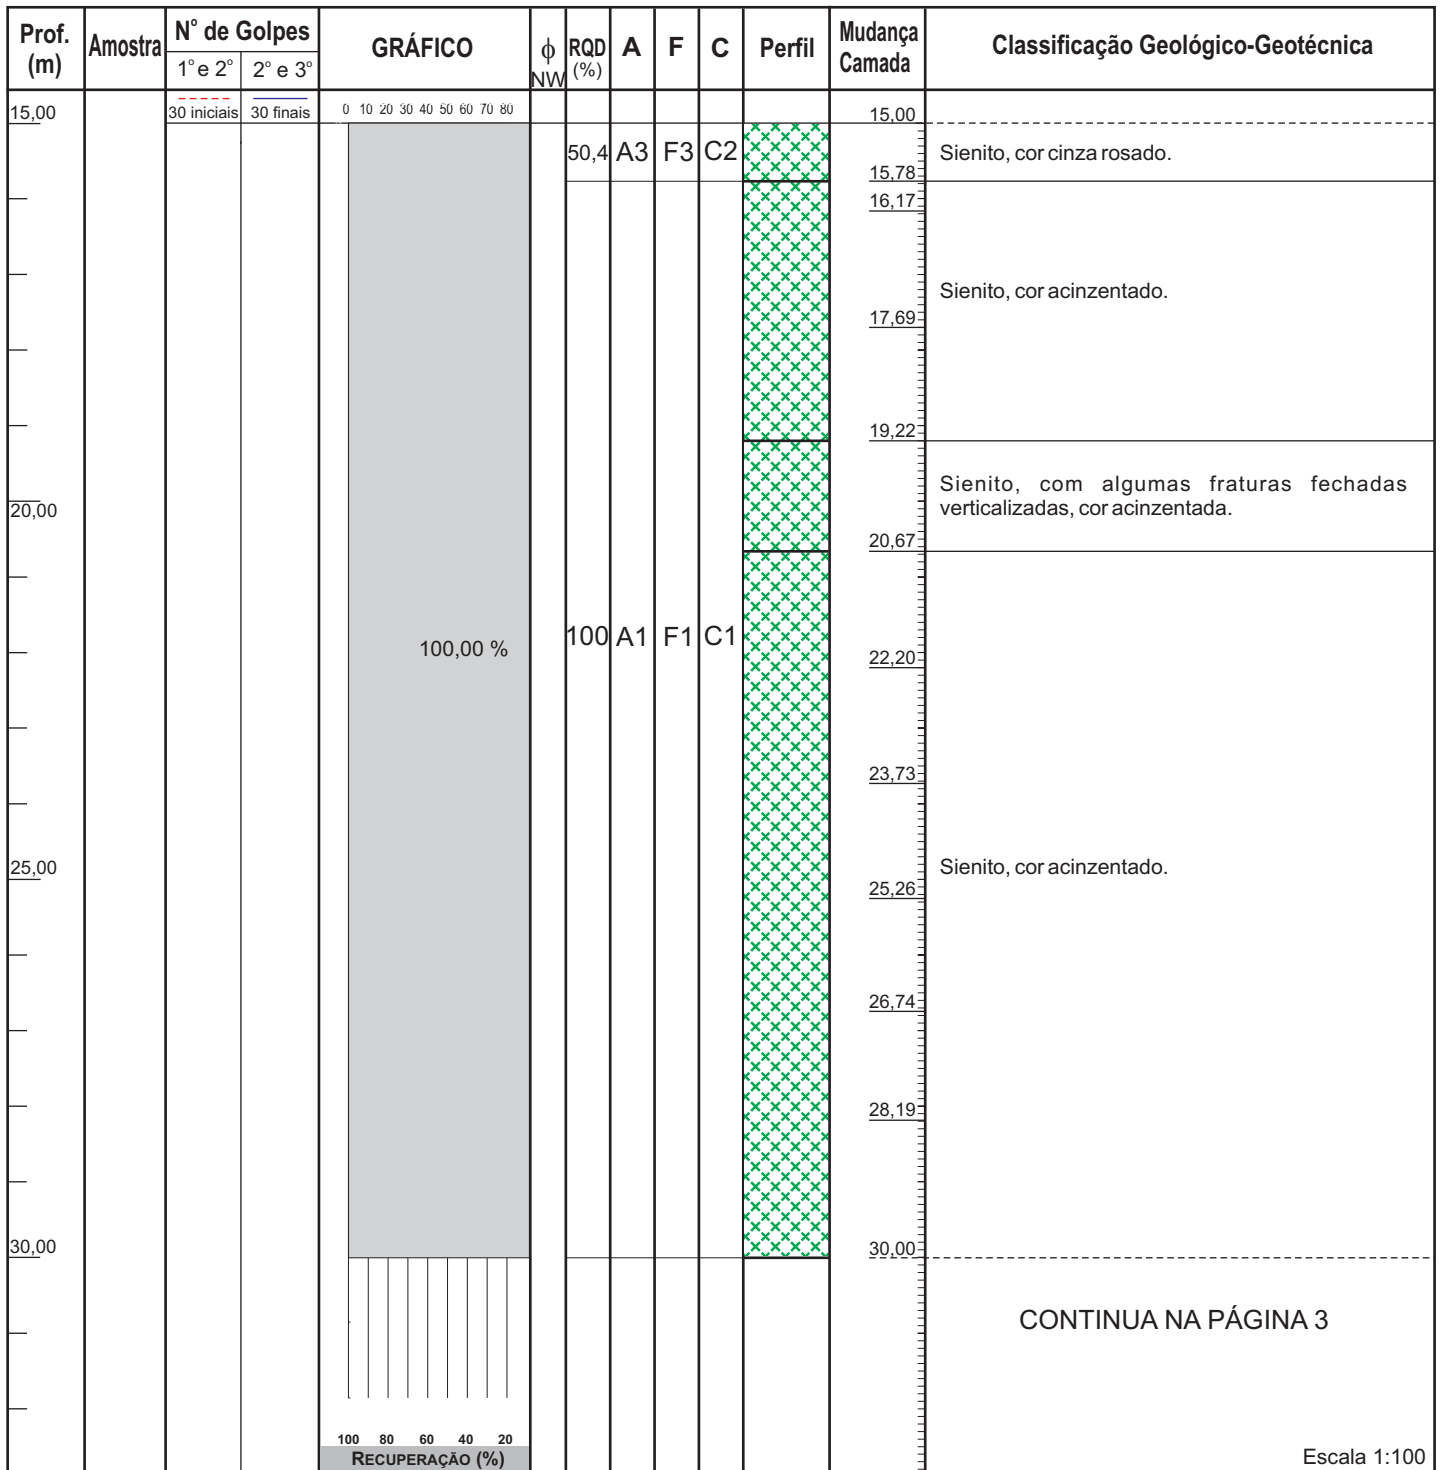 Prof. (m)
Amostra
N° de Golpes
1° e 2°
2° e 3°
GRÁFICO
ϕ NW
RQD (%)
A
F
C
Perfil
Mudança Camada
Classificação Geológico-Geotécnica
30 iniciais
30 finais
0 10 20 30 40 50 60 70 80
15,00
15,00
50,4 A3 F3 C2
Sienito, cor cinza rosado.
15,78
16,17
Sienito, cor acinzentado.
17,69
19,22
Sienito, com algumas fraturas fechadas
verticalizadas, cor acinzentada.
20,00
20,67
100,00 %
100 A1 F1 C1
22,20
23,73
25,00
Sienito, cor acinzentado.
25,26
26,74
28,19
30,00
30,00
CONTINUA NA PÁGINA 3
100 80 60 40 20
RECUPERAÇÃO (%)
Escala 1:100